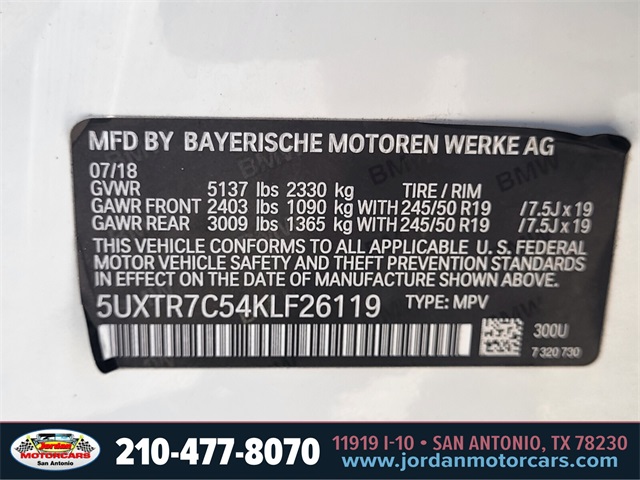 MFD BY BAYERISCHE MOTOREN WERKE AG
07/18
GVWR 5137 lbs 2330 kg TIRE / RIM
GAWR FRONT 2403 lbs 1090 kg WITH 245/50 R19 /7.5J x 19
GAWR REAR 3009 lbs 1365 kg WITH 245/50 R19 /7.5J x 19
THIS VEHICLE CONFORMS TO ALL APPLICABLE U. S. FEDERAL
MOTOR VEHICLE SAFETY AND THEFT PREVENTION STANDARDS
IN EFFECT ON THE DATE OF MANUFACTURE SHOWN ABOVE.
5UXTR7C54KLF26119 TYPE: MPV
300U
7 320 730
Jordan
MOTORCARS
San Antonio
210-477-8070
11919 I-10 • SAN ANTONIO, TX 78230
www.jordanmotorcars.com